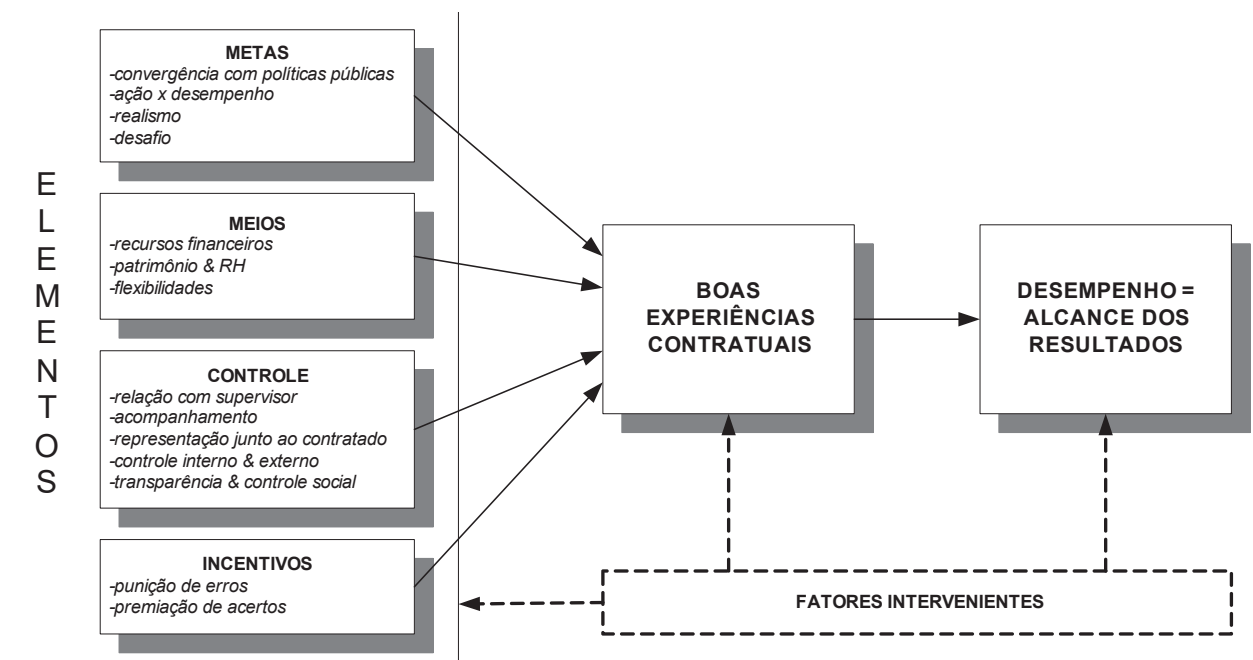 ELEMENTOS
METAS
-convergência com políticas públicas
-ação x desempenho
-realismo
-desafio
MEIOS
-recursos financeiros
-patrimônio & RH
-flexibilidades
CONTROLE
-relação com supervisor
-acompanhamento
-representação junto ao contratado
-controle interno & externo
-transparência & controle social
INCENTIVOS
-punição de erros
-premiação de acertos
BOAS
EXPERIÊNCIAS
CONTRATUAIS
DESEMPENHO =
ALCANCE DOS
RESULTADOS
FATORES INTERVENIENTES